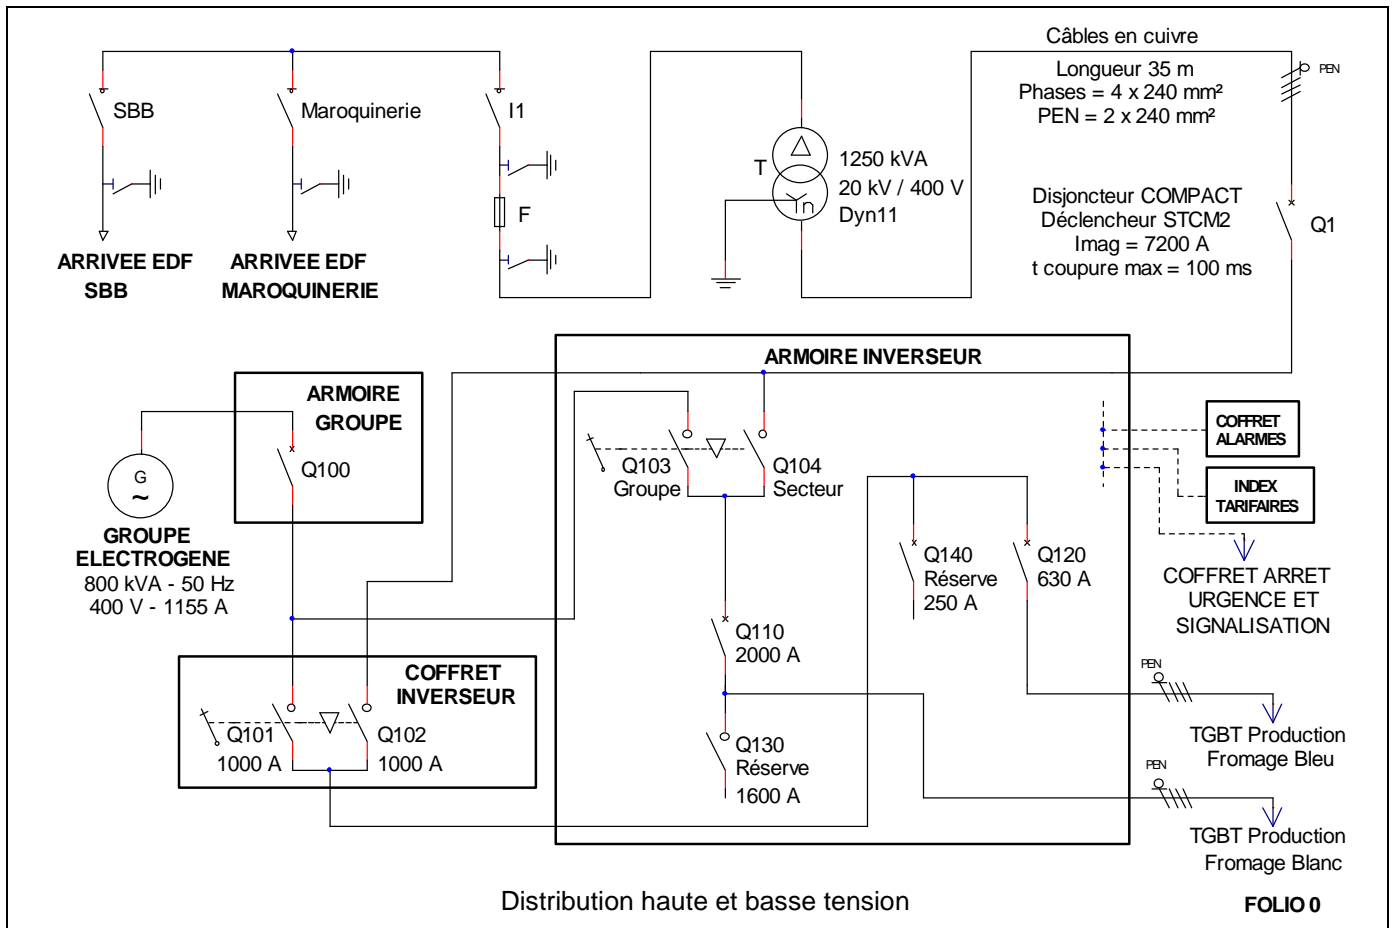 SBB
Maroquinerie
I1
F
ARRIVEE EDF
SBB
ARRIVEE EDF
MAROQUINERIE
T
1250 kVA
20 kV / 400 V
Dyn11
Yn
Câbles en cuivre
Longueur 35 m
Phases = 4 x 240 mm²
PEN = 2 x 240 mm²
PEN
Disjoncteur COMPACT
Déclencheur STCM2
Imag = 7200 A
t coupure max = 100 ms
Q1
ARMOIRE
GROUPE
Q100
G
~
GROUPE
ELECTROGENE
800 kVA - 50 Hz
400 V - 1155 A
COFFRET
INVERSEUR
Q101
1000 A
Q102
1000 A
ARMOIRE INVERSEUR
Q103
Groupe
Q104
Secteur
Q110
2000 A
Q130
Réserve
1600 A
Q140
Réserve
250 A
Q120
630 A
COFFRET
ALARMES
INDEX
TARIFAIRES
COFFRET ARRET
URGENCE ET
SIGNALISATION
PEN
TGBT Production
Fromage Bleu
PEN
TGBT Production
Fromage Blanc
Distribution haute et basse tension
FOLIO 0